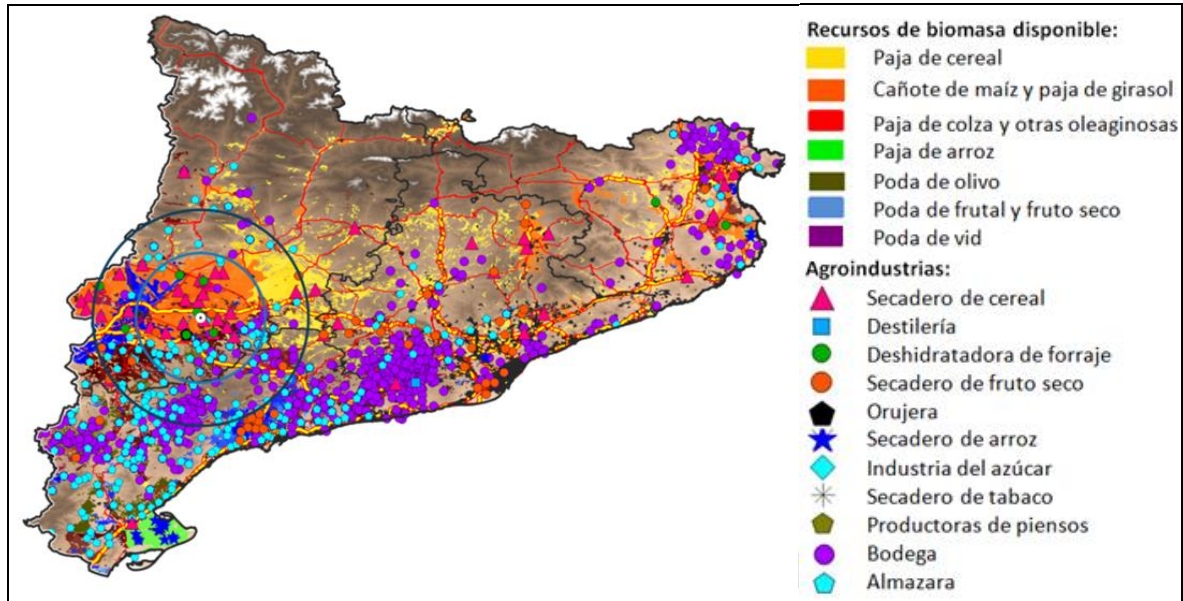 Recursos de biomasa disponible:
Paja de cereal
Cañote de maíz y paja de girasol
Paja de colza y otras oleaginosas
Paja de arroz
Poda de olivo
Poda de frutal y fruto seco
Poda de vid
Agroindustrias:
Secadero de cereal
Destilería
Deshidratadora de forraje
Secadero de fruto seco
Orujera
Secadero de arroz
Industria del azúcar
Secadero de tabaco
Productoras de piensos
Bodega
Almazara